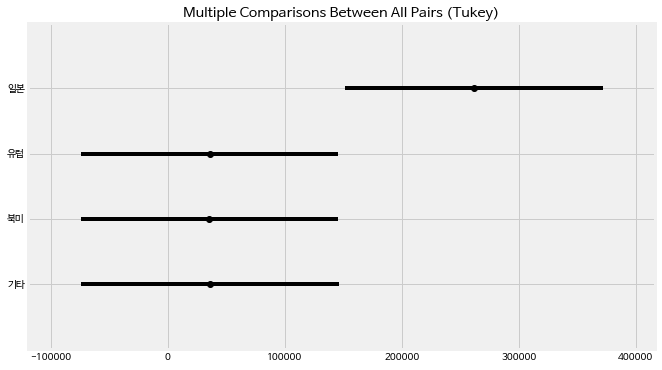 Multiple Comparisons Between All Pairs (Tukey)
일본
유럽
북미
기타
−100000 0 100000 200000 300000 400000